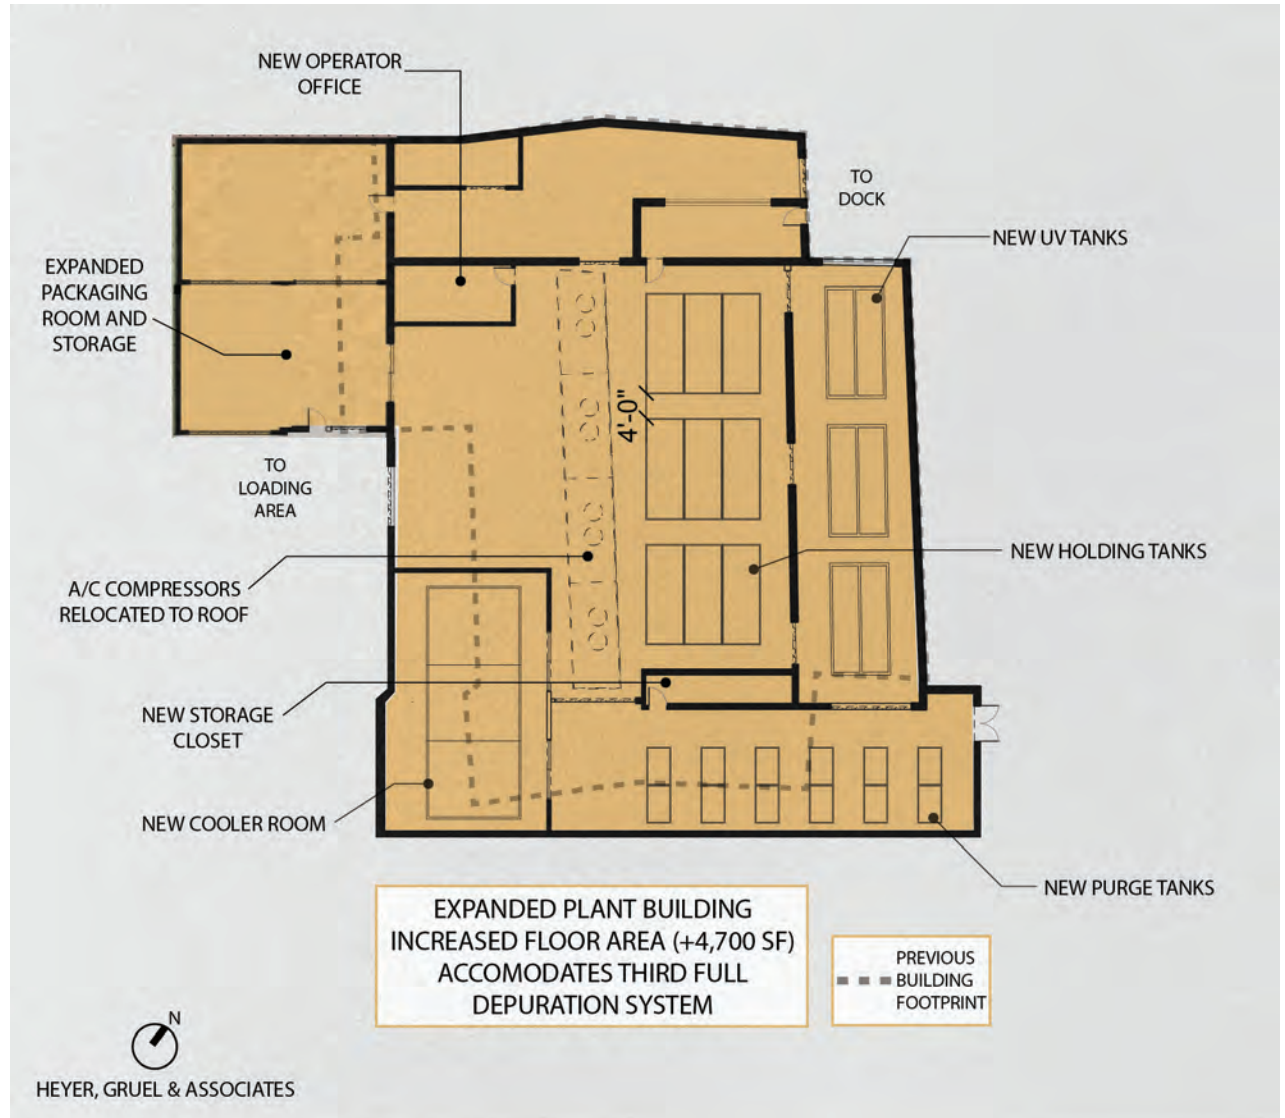 NEW OPERATOR
OFFICE
TO
DOCK
NEW UV TANKS
EXPANDED
PACKAGING
ROOM AND
STORAGE
4'-0"
TO
LOADING
AREA
NEW HOLDING TANKS
A/C COMPRESSORS
RELOCATED TO ROOF
NEW STORAGE
CLOSET
NEW COOLER ROOM
NEW PURGE TANKS
EXPANDED PLANT BUILDING
INCREASED FLOOR AREA (+4,700 SF)
ACCOMODATES THIRD FULL
DEPURATION SYSTEM
PREVIOUS
BUILDING
FOOTPRINT
N
HEYER, GRUEL & ASSOCIATES